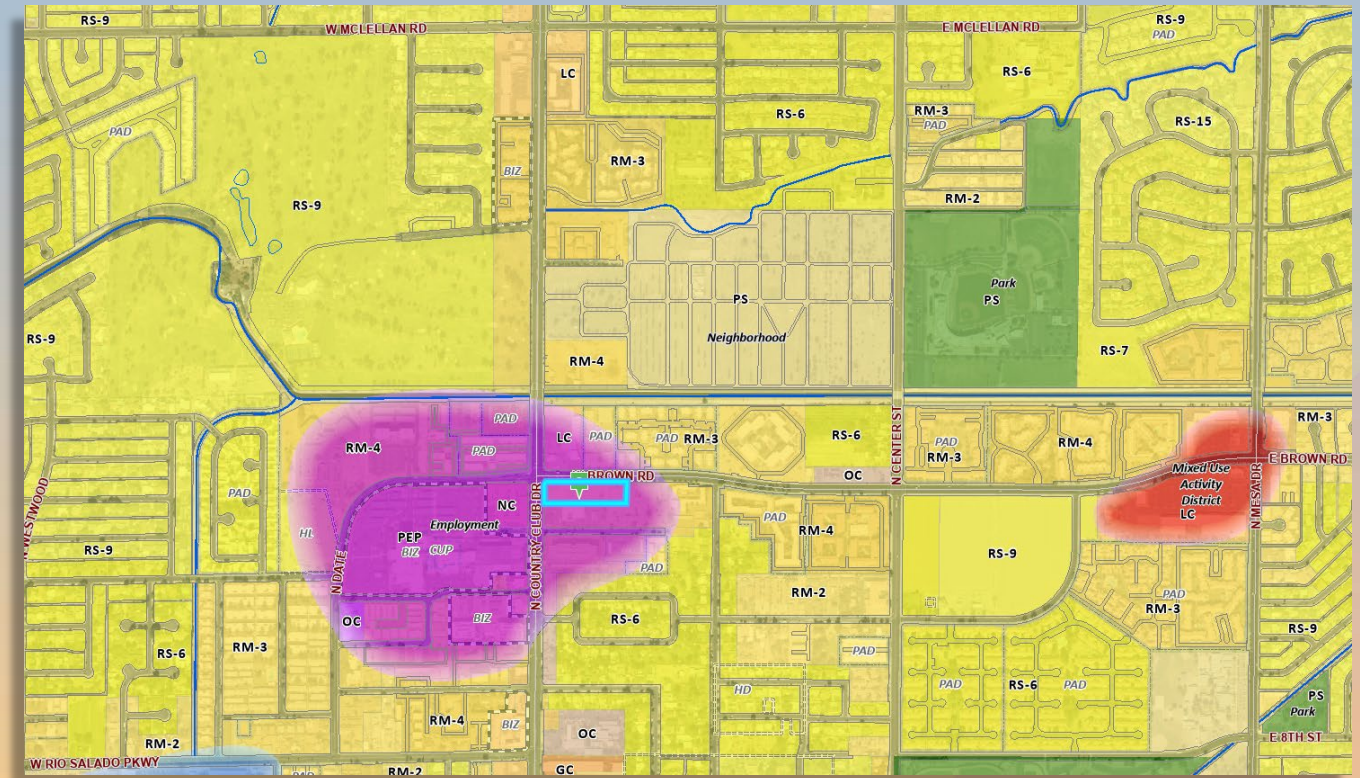 RS-9
W MCLELLAN RD
E MCLELLAN RD
RS-9
PAD
LC
RS-6
RS-6
RM-3
PAD
RS-15
PAD
RM-3
BIZ
RS-9
RM-2
Park
PS
PS
Neighborhood
RS-9
RS-7
RM-4
PAD
RM-4
PAD
LC
PAD
PAD
RM-3
RS-6
N CENTER ST
PAD
RM-3
RM-4
RM-3
E BROWN RD
BROWN RD
OC
Mixed Use
Activity
District
LC
N MESA DR
N WESTWOOD
PAD
HL
NC
N COUNTRY CLUB DR
PAD
RM-4
Employment
PEP
BIZ
CUP
RS-9
RS-9
N DATE
PAD
RM-2
PAD
RM-3
OC
BIZ
RS-6
RS-9
RS-6
RM-3
PAD
PAD
RS-6
PAD
HD
PS
Park
RM-4
BIZ
OC
RM-2
E 8TH ST
W RIO SALADO PKWY
PAD
RM-2
GC